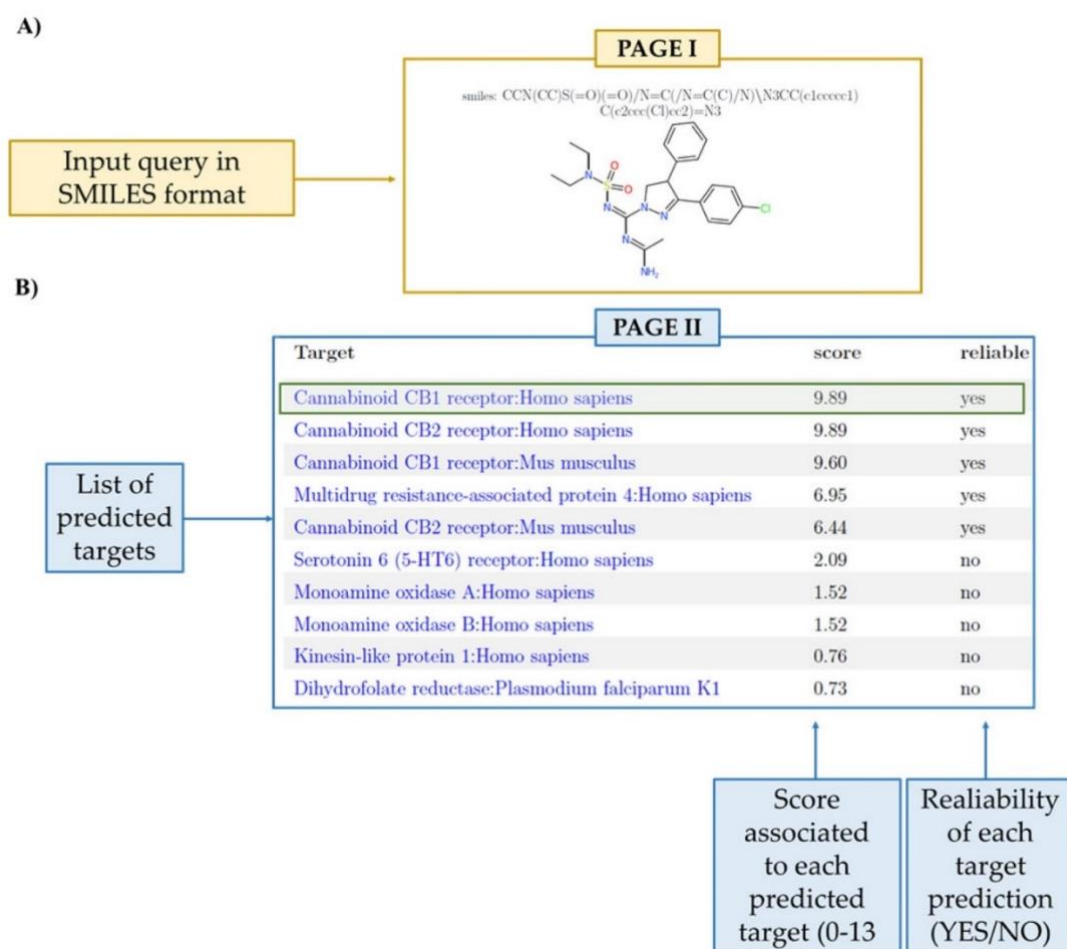 A)
PAGE I
Input query in
SMILES format
smiles: CCN(CC)S(=O)(=O)/N=C(/N=C(C)/N)\N3CC(c1ccccc1)
C(c2ccc(Cl)cc2)=N3
O
N
S
O
N
N
N
Cl
N
NH₂
B)
PAGE II
Target score reliable
Cannabinoid CB1 receptor:Homo sapiens 9.89 yes
Cannabinoid CB2 receptor:Homo sapiens 9.89 yes
Cannabinoid CB1 receptor:Mus musculus 9.60 yes
Multidrug resistance-associated protein 4:Homo sapiens 6.95 yes
Cannabinoid CB2 receptor:Mus musculus 6.44 yes
Serotonin 6 (5-HT6) receptor:Homo sapiens 2.09 no
Monoamine oxidase A:Homo sapiens 1.52 no
Monoamine oxidase B:Homo sapiens 1.52 no
Kinesin-like protein 1:Homo sapiens 0.76 no
Dihydrofolate reductase:Plasmodium falciparum K1 0.73 no
List of
predicted
targets
Score
associated
to each
predicted
target (0-13
Realiability
of each
target
prediction
(YES/NO)